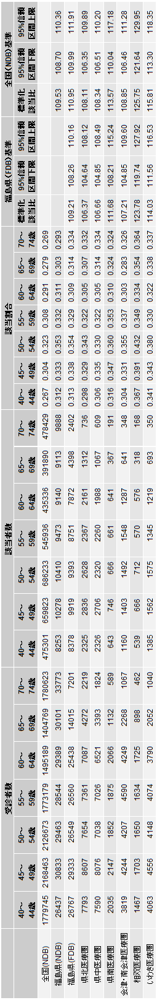 受診者数 該当者数 該当割合 福島県(FDB)基準 全国(NDB)基準
40～44歳 45～49歳 50～54歳 55～59歳 60～64歳 65～69歳 70～74歳 40～44歳 45～49歳 50～54歳 55～59歳 60～64歳 65～69歳 70～74歳 40～44歳 45～49歳 50～54歳 55～59歳 60～64歳 65～69歳 70～74歳 標準化該当比 95%信頼区間下限 95%信頼区間上限 標準化該当比 95%信頼区間下限 95%信頼区間上限
全国(NDB) 1779745 2168463 2126673 1773179 1495189 1404769 1780623 475301 659823 686233 545936 435336 391890 478429 0.267 0.304 0.323 0.308 0.291 0.279 0.269
福島県(NDB) 26437 30833 29463 28544 29389 30101 33773 8253 10278 10410 9473 9140 9113 9888 0.312 0.333 0.353 0.332 0.311 0.303 0.293 109.53 108.70 110.36
福島県(FDB) 26767 29333 26549 26560 25438 14015 7201 8378 9919 9393 8751 7872 4398 2402 0.313 0.338 0.354 0.329 0.309 0.314 0.334 109.21 108.26 110.16 110.95 109.99 111.91
県北医療圏 7793 8607 7654 7361 7087 4272 2219 2325 2836 2628 2367 2161 1312 736 0.298 0.329 0.343 0.322 0.305 0.307 0.332 106.37 104.64 108.12 108.11 106.35 109.89
県中医療圏 7590 8076 7038 7026 6521 3393 1824 2326 2706 2320 2260 1988 1067 609 0.306 0.335 0.330 0.322 0.305 0.314 0.334 106.66 104.85 108.49 108.34 106.51 110.20
県南医療圏 2035 2147 1852 1875 2066 1132 589 643 746 666 661 641 367 191 0.316 0.347 0.360 0.353 0.310 0.324 0.324 111.68 108.21 115.24 113.57 110.04 117.18
会津・南会津医療圏 3819 4244 4207 4590 4249 2268 1067 1160 1403 1492 1548 1287 641 348 0.304 0.331 0.355 0.337 0.303 0.283 0.326 107.21 104.85 109.60 108.85 106.46 111.28
相双医療圏 1467 1703 1650 1634 1725 898 462 539 666 712 570 576 318 168 0.367 0.391 0.432 0.349 0.334 0.354 0.364 123.78 119.74 127.92 125.75 121.64 129.95
いわき医療圏 4063 4556 4148 4074 3790 2052 1040 1385 1562 1575 1345 1219 693 350 0.341 0.343 0.380 0.330 0.322 0.338 0.337 114.03 111.56 116.53 115.81 113.30 118.35